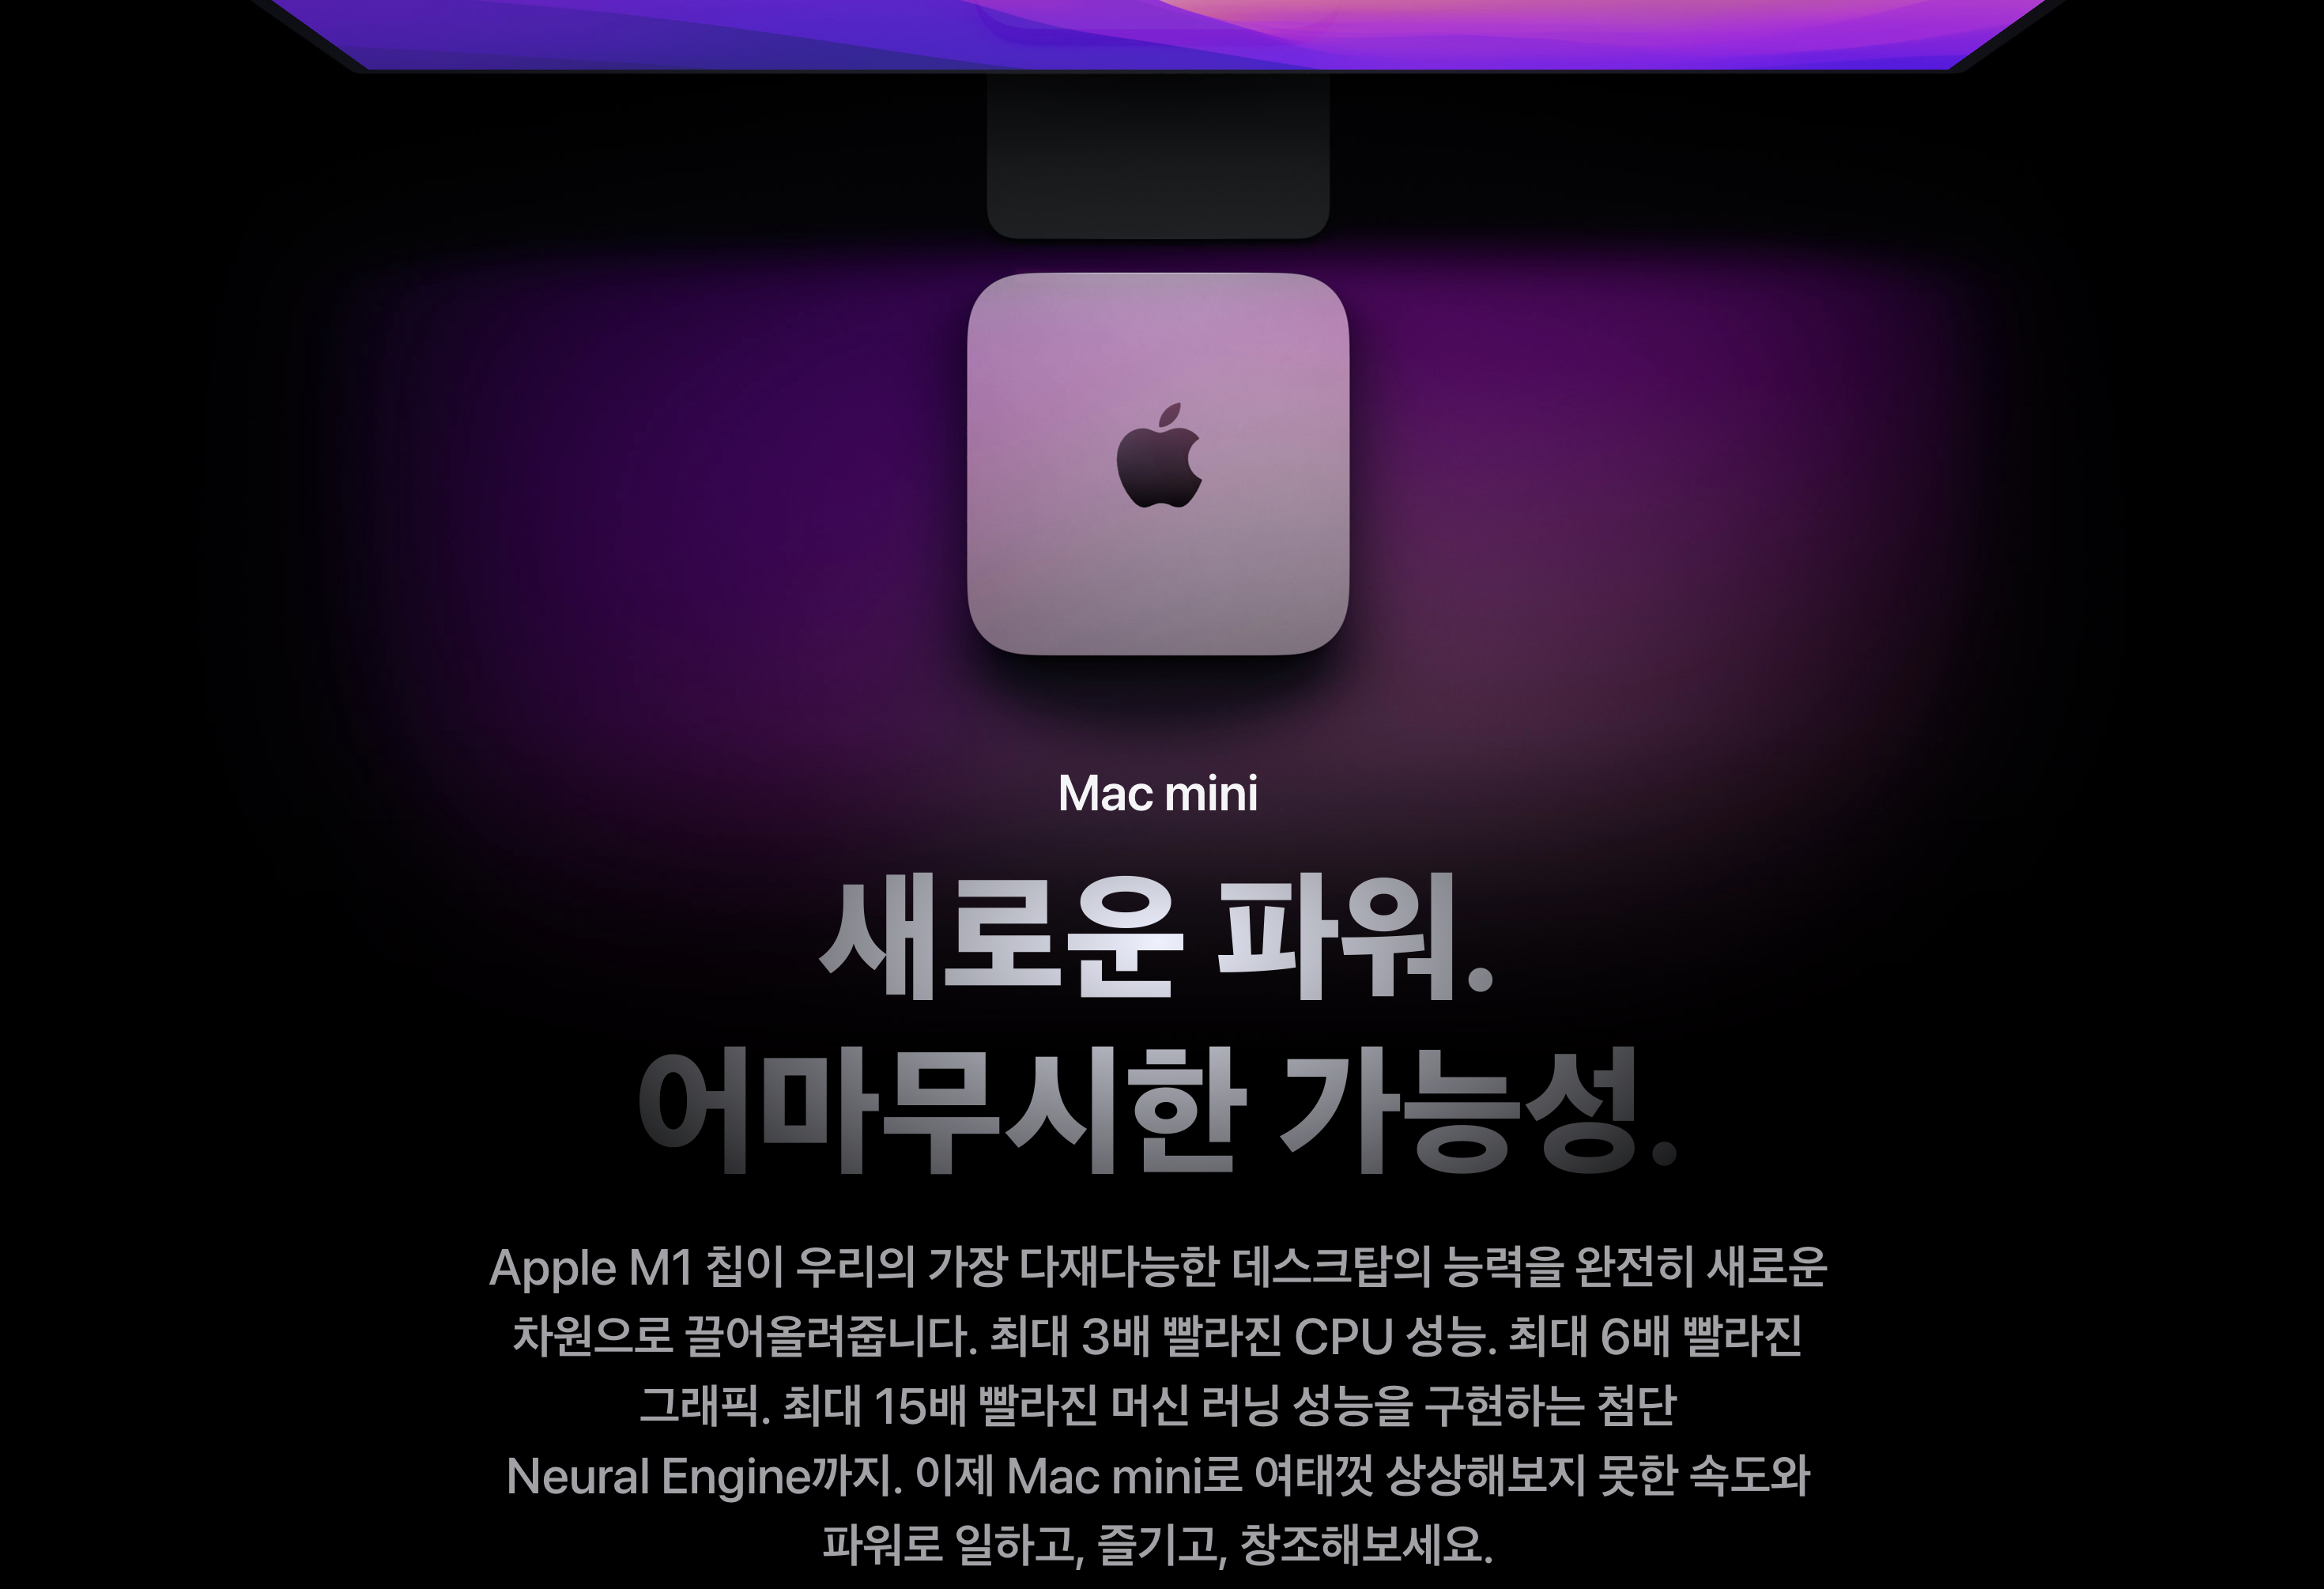 Mac mini
새로운 파워.
어마무시한 가능성.
Apple M1 칩이 우리의 가장 다재다능한 데스크탑의 능력을 완전히 새로운
차원으로 끌어올려줍니다. 최대 3배 빨라진 CPU 성능. 최대 6배 빨라진
그래픽. 최대 15배 빨라진 머신 러닝 성능을 구현하는 첨단
Neural Engine까지. 이제 Mac mini로 여태껏 상상해보지 못한 속도와
파워로 일하고, 즐기고, 창조해보세요.